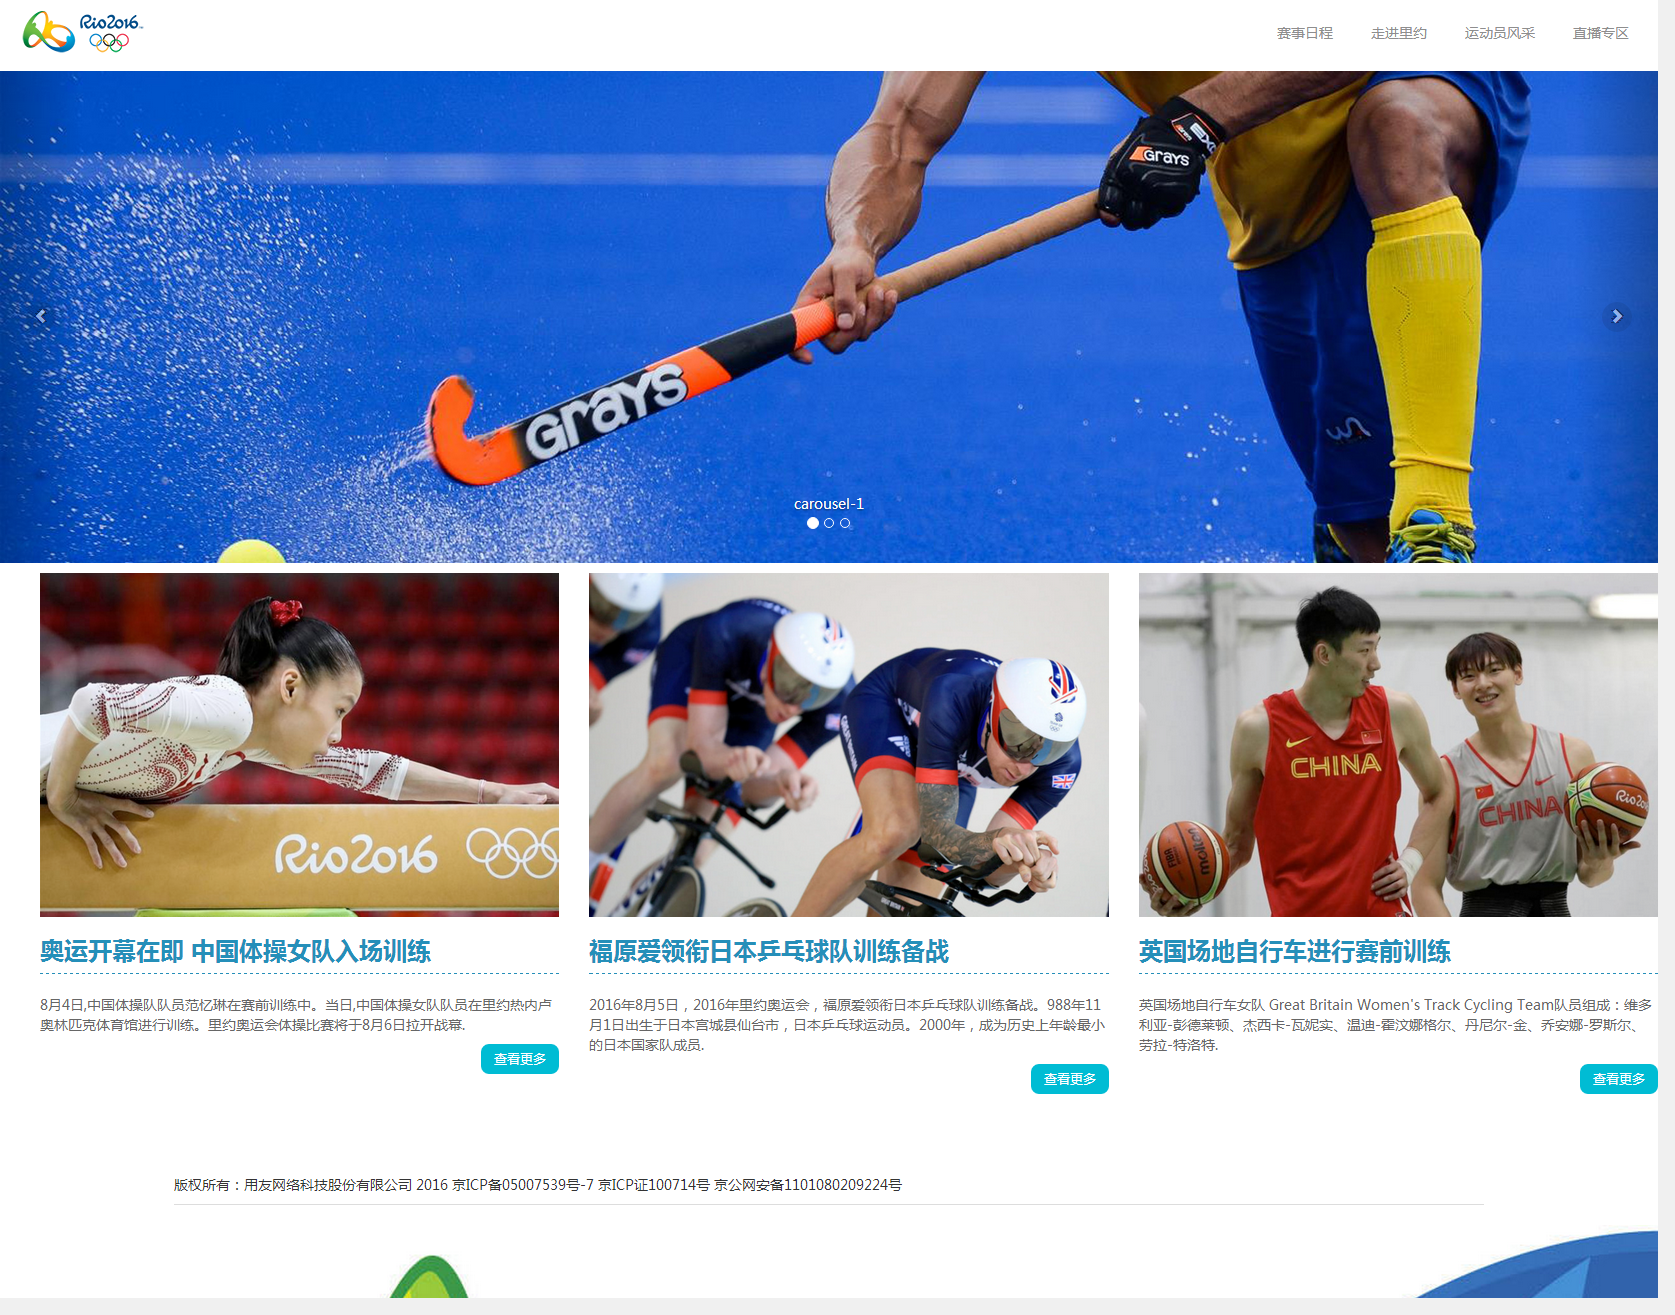 Rio2016
赛事日程 走进里约 运动员风采 直播专区
EXO
GRAYS
GRAYS
carousel-1
Rio2016
GREAT BRITAIN
CHINA
CHINA
Rio20
molten
FIBA
奥运开幕在即 中国体操女队入场训练
8月4日,中国体操队队员范忆琳在赛前训练中。当日,中国体操女队队员在里约热内卢
奥林匹克体育馆进行训练。里约奥运会体操比赛将于8月6日拉开战幕.
查看更多
福原爱领衔日本乒乓球队训练备战
2016年8月5日，2016年里约奥运会，福原爱领衔日本乒乓球队训练备战。988年11
月1日出生于日本宫城县仙台市，日本乒乓球运动员。2000年，成为历史上年龄最小
的日本国家队成员.
查看更多
英国场地自行车进行赛前训练
英国场地自行车女队 Great Britain Women's Track Cycling Team队员组成：维多
利亚-彭德莱顿、杰西卡-瓦妮实、温迪-霍汶娜格尔、丹尼尔-金、乔安娜-罗斯尔、
劳拉-特洛特.
查看更多
版权所有：用友网络科技股份有限公司 2016 京ICP备05007539号-7 京ICP证100714号 京公网安备1101080209224号